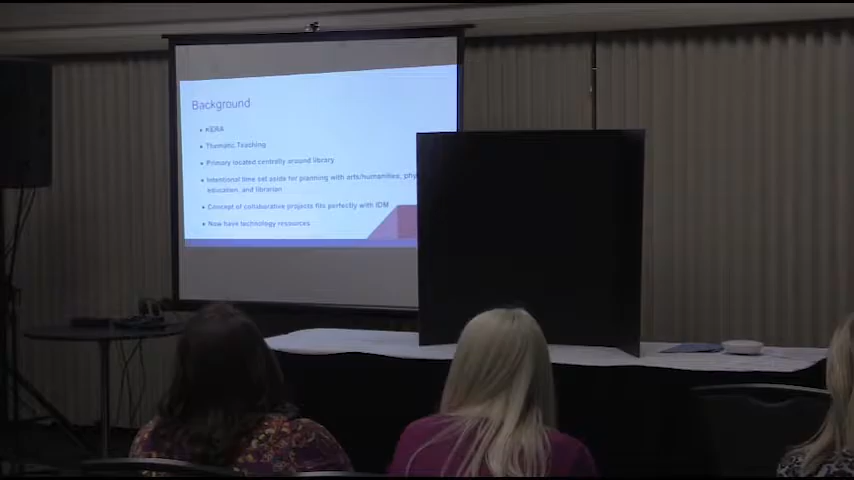 Background
• KERA
• Thematic Teaching
• Primary located centrally around library
• Intentional time set aside for planning with arts/humanities,
education, and librarian
• Concept of collaborative projects fits perfectly with IDM
• Now have technology resources